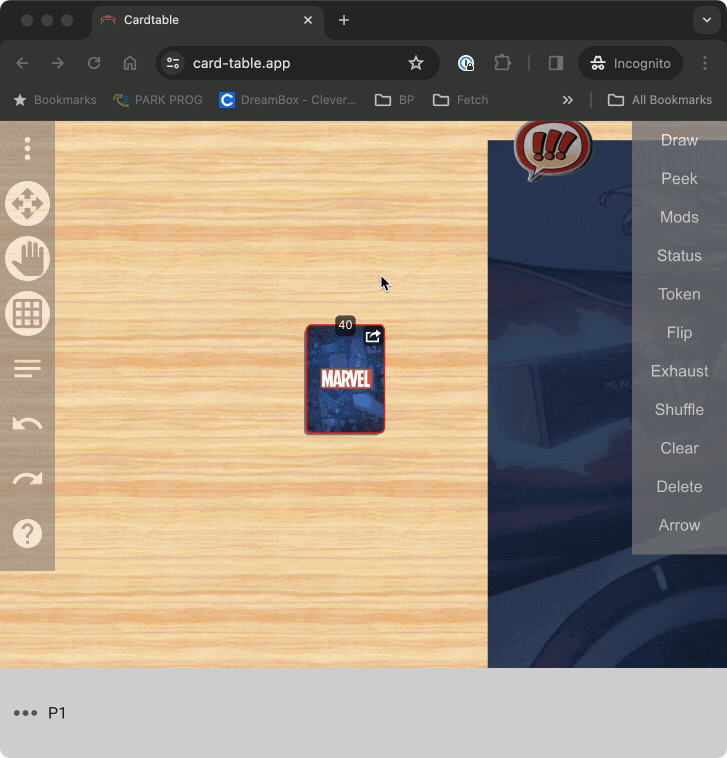 Cardtable
card-table.app
Incognito
Bookmarks
PARK PROG
DreamBox - Clever...
BP
Fetch
All Bookmarks
!!!
Draw
Peek
Mods
Status
Token
Flip
Exhaust
Shuffle
Clear
Delete
Arrow
40
MARVEL
?
P1